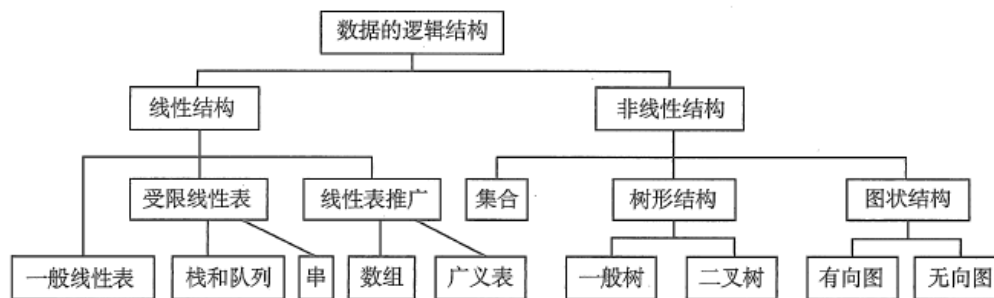 数据的逻辑结构
线性结构
非线性结构
受限线性表
线性表推广
集合
树形结构
图状结构
一般线性表
栈和队列
串
数组
广义表
一般树
二叉树
有向图
无向图